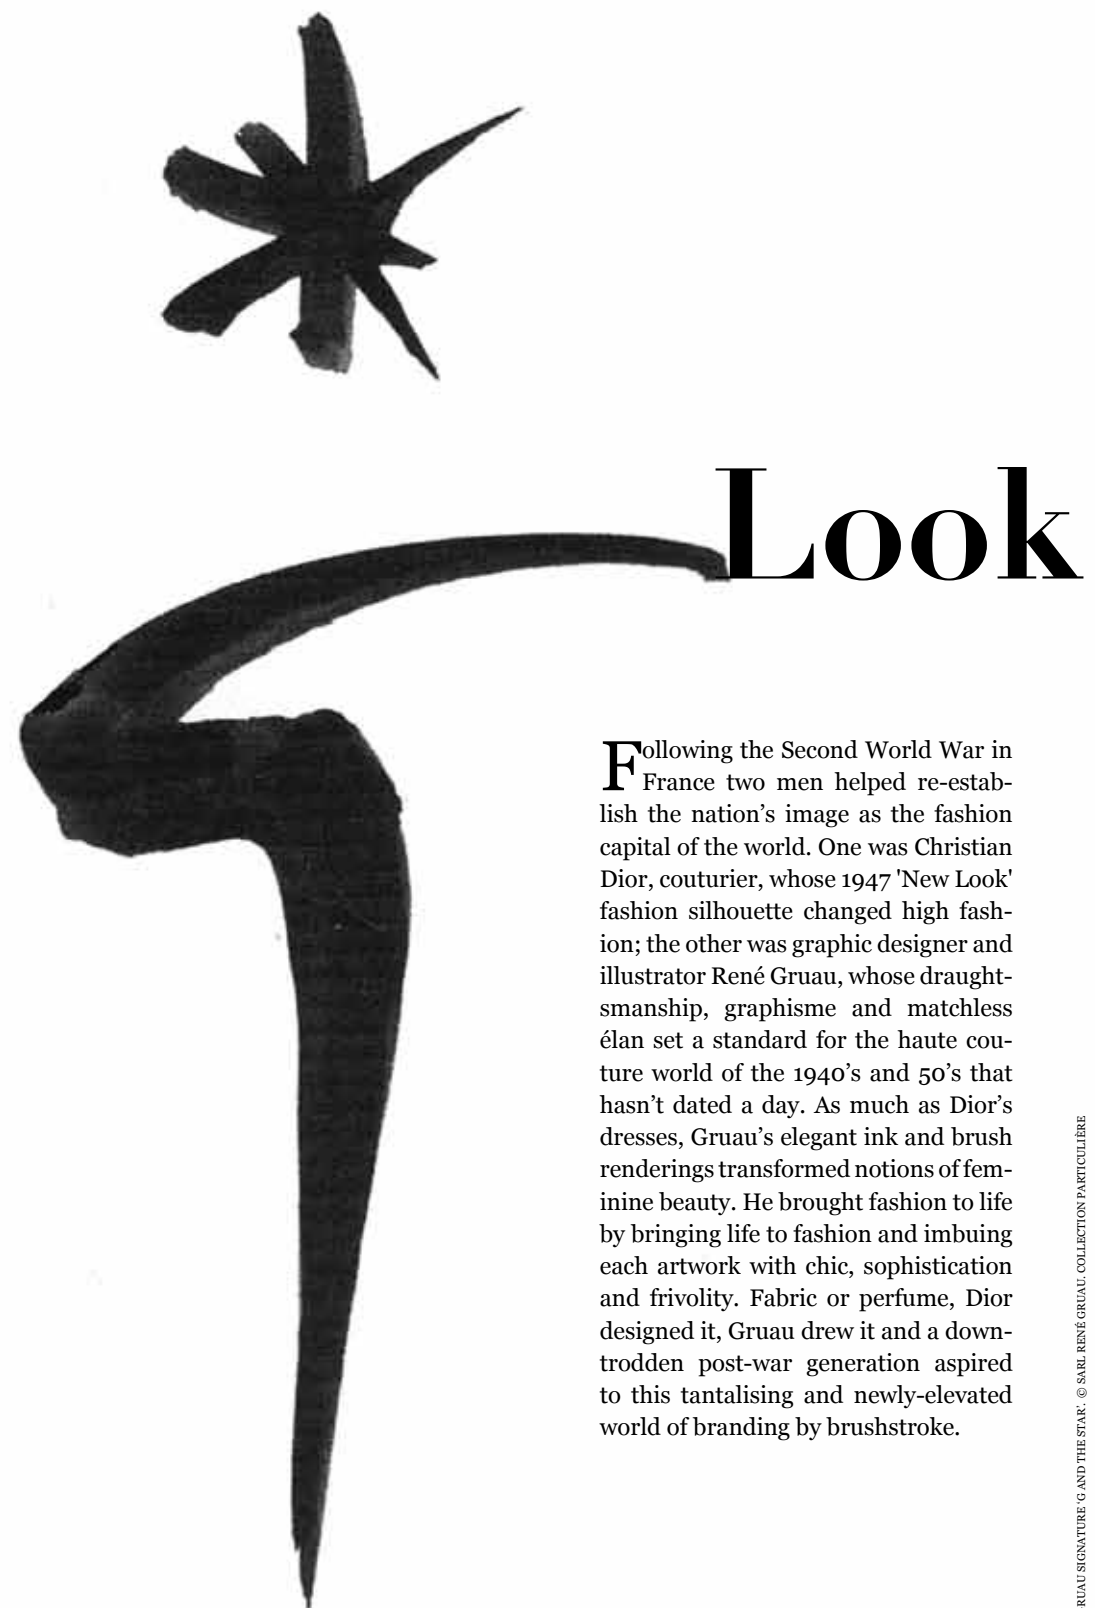 Look
Following the Second World War in
France two men helped re-estab-
lish the nation’s image as the fashion
capital of the world. One was Christian
Dior, couturier, whose 1947 'New Look'
fashion silhouette changed high fash-
ion; the other was graphic designer and
illustrator René Gruau, whose draught-
smanship, graphisme and matchless
élan set a standard for the haute cou-
ture world of the 1940’s and 50’s that
hasn’t dated a day. As much as Dior’s
dresses, Gruau’s elegant ink and brush
renderings transformed notions of fem-
inine beauty. He brought fashion to life
by bringing life to fashion and imbuing
each artwork with chic, sophistication
and frivolity. Fabric or perfume, Dior
designed it, Gruau drew it and a down-
trodden post-war generation aspired
to this tantalising and newly-elevated
world of branding by brushstroke.
RUAU SIGNATURE ‘G AND THE STAR’. © SARL RENÉ GRUAU. COLLECTION PARTICULIÈRE